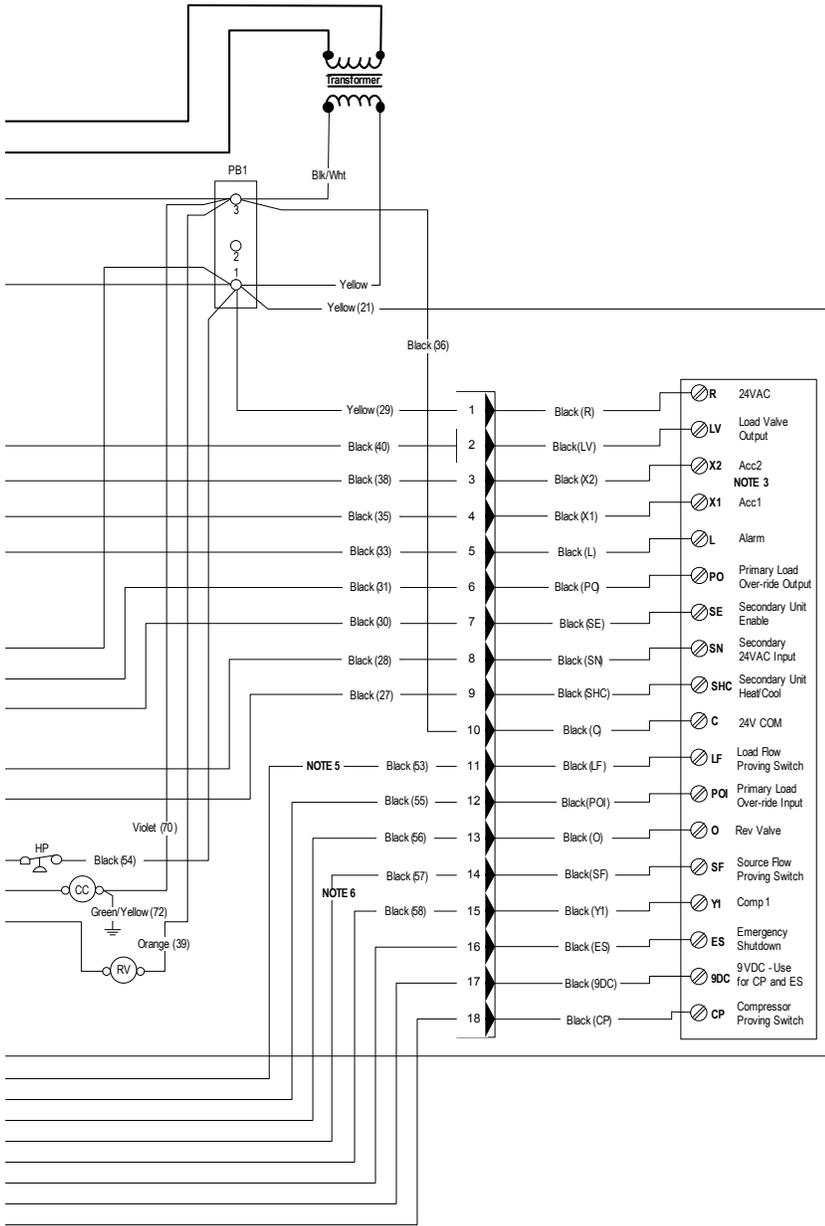 Transformer
PB1
Blk/Wht
3
2
1
Yellow
Yellow (21)
Black (36)
Yellow (29) 1 Black (R) R 24VAC
Black (40) 2 Black(LV) LV Load Valve
Output
Black (38) 3 Black (X2) X2 Acc2
NOTE 3
Black (35) 4 Black (X1) X1 Acc1
Black (33) 5 Black (L) L Alarm
Black (31) 6 Black (PO) PO Primary Load
Over-ride Output
Black (30) 7 Black (SE) SE Secondary Unit
Enable
Black (28) 8 Black (SN) SN Secondary
24VAC Input
Black (27) 9 Black (SHC) SHC Secondary Unit
Heat/Cool
10 Black (C) C 24V COM
NOTE 5 Black (53) 11 Black (LF) LF Load Flow
Proving Switch
Black (55) 12 Black(POI) POI Primary Load
Over-ride Input
Violet (70)
Black (56) 13 Black (O) O Rev Valve
HP
Black (54)
Black (57) 14 Black(SF) SF Source Flow
Proving Switch
CC
NOTE 6
Green/Yellow (72)
Black (58) 15 Black (Y1) Y1 Comp 1
Orange (39)
16 Black (ES) ES Emergency
Shutdown
RV
17 Black (9DC) 9DC 9 VDC - Use
for CP and ES
18 Black (CP) CP Compressor
Proving Switch